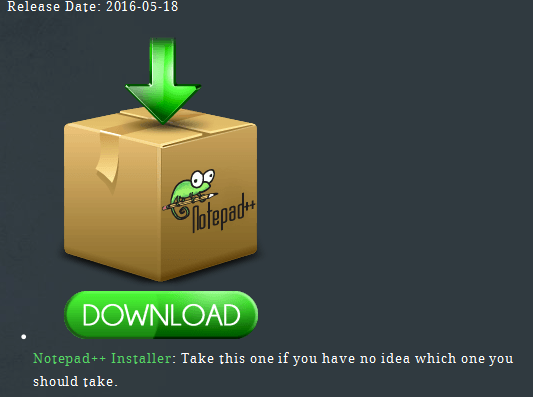 Release Date: 2016-05-18
Notepad++
DOWNLOAD
Notepad++ Installer: Take this one if you have no idea which one you
should take.